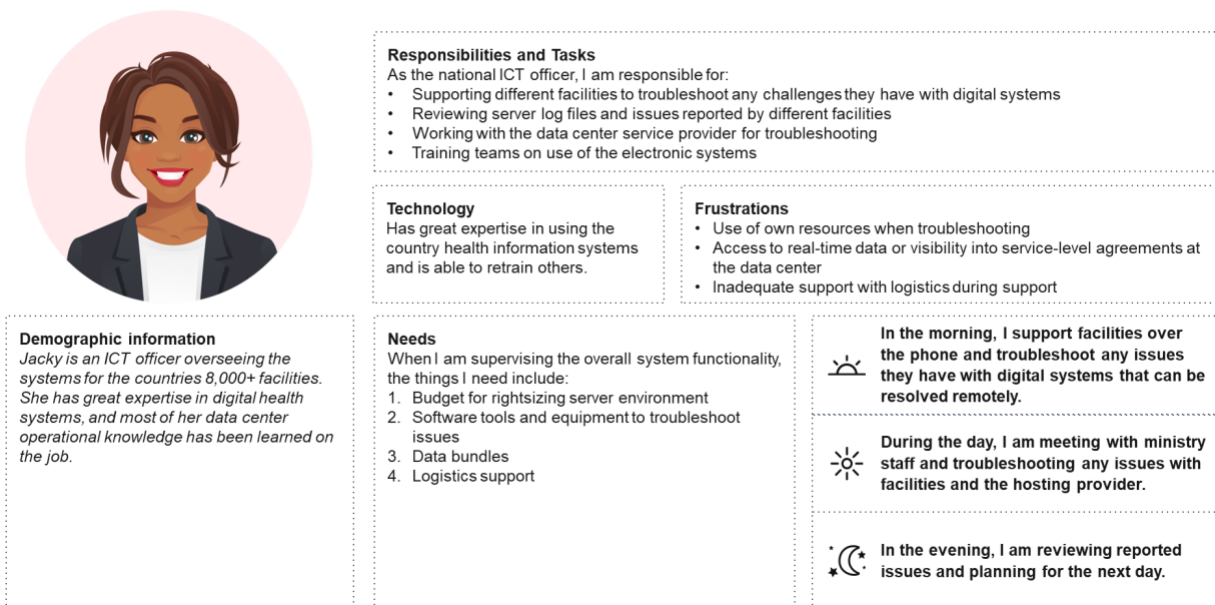 Responsibilities and Tasks
As the national ICT officer, I am responsible for:
• Supporting different facilities to troubleshoot any challenges they have with digital systems
• Reviewing server log files and issues reported by different facilities
• Working with the data center service provider for troubleshooting
• Training teams on use of the electronic systems
Technology
Has great expertise in using the
country health information systems
and is able to retrain others.
Frustrations
• Use of own resources when troubleshooting
• Access to real-time data or visibility into service-level agreements at
the data center
• Inadequate support with logistics during support
Demographic information
Jacky is an ICT officer overseeing the
systems for the countries 8,000+ facilities.
She has great expertise in digital health
systems, and most of her data center
operational knowledge has been learned on
the job.
Needs
When I am supervising the overall system functionality,
the things I need include:
1. Budget for rightsizing server environment
2. Software tools and equipment to troubleshoot
issues
3. Data bundles
4. Logistics support
In the morning, I support facilities over
the phone and troubleshoot any issues
they have with digital systems that can be
resolved remotely.
During the day, I am meeting with ministry
staff and troubleshooting any issues with
facilities and the hosting provider.
In the evening, I am reviewing reported
issues and planning for the next day.